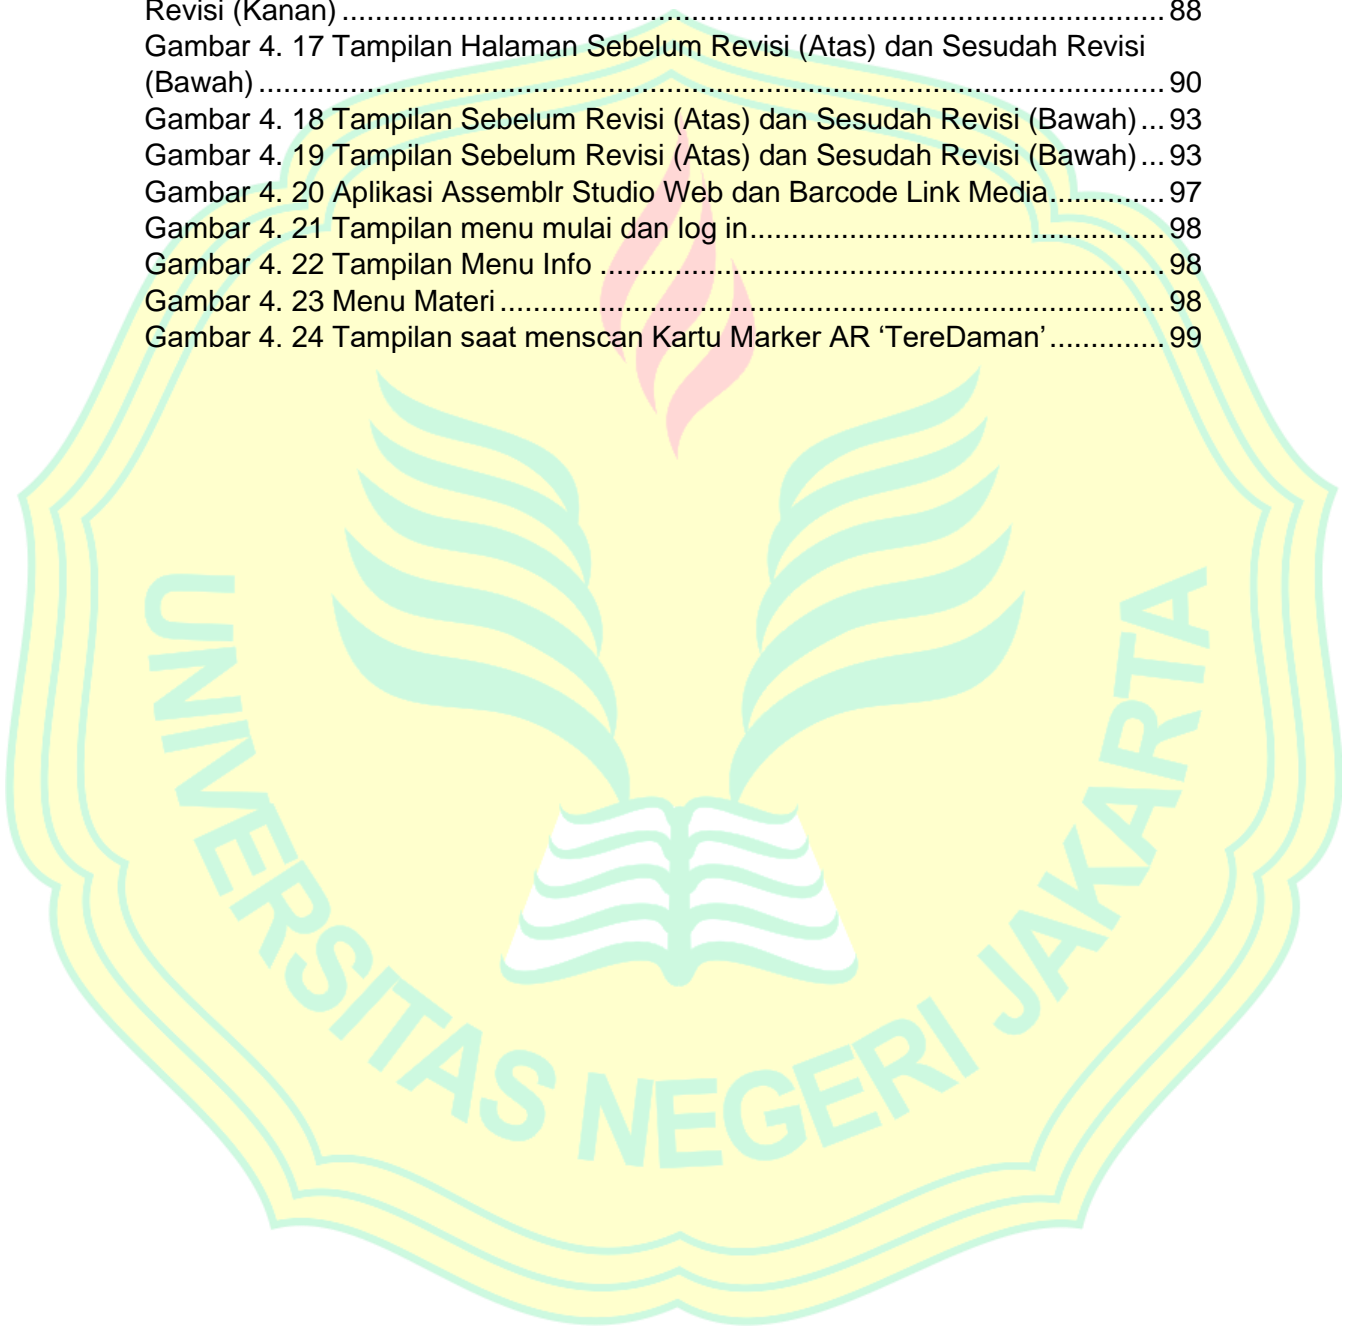 Revisi (Kanan) .................................................................................................... 88
Gambar 4. 17 Tampilan Halaman Sebelum Revisi (Atas) dan Sesudah Revisi
(Bawah) .............................................................................................................. 90
Gambar 4. 18 Tampilan Sebelum Revisi (Atas) dan Sesudah Revisi (Bawah) ... 93
Gambar 4. 19 Tampilan Sebelum Revisi (Atas) dan Sesudah Revisi (Bawah) ... 93
Gambar 4. 20 Aplikasi Assemblr Studio Web dan Barcode Link Media .............. 97
Gambar 4. 21 Tampilan menu mulai dan log in .................................................. 98
Gambar 4. 22 Tampilan Menu Info .................................................................... 98
Gambar 4. 23 Menu Materi ................................................................................ 98
Gambar 4. 24 Tampilan saat menscan Kartu Marker AR ‘TereDaman’ .............. 99
UNIVERSITAS NEGERI JAKARTA